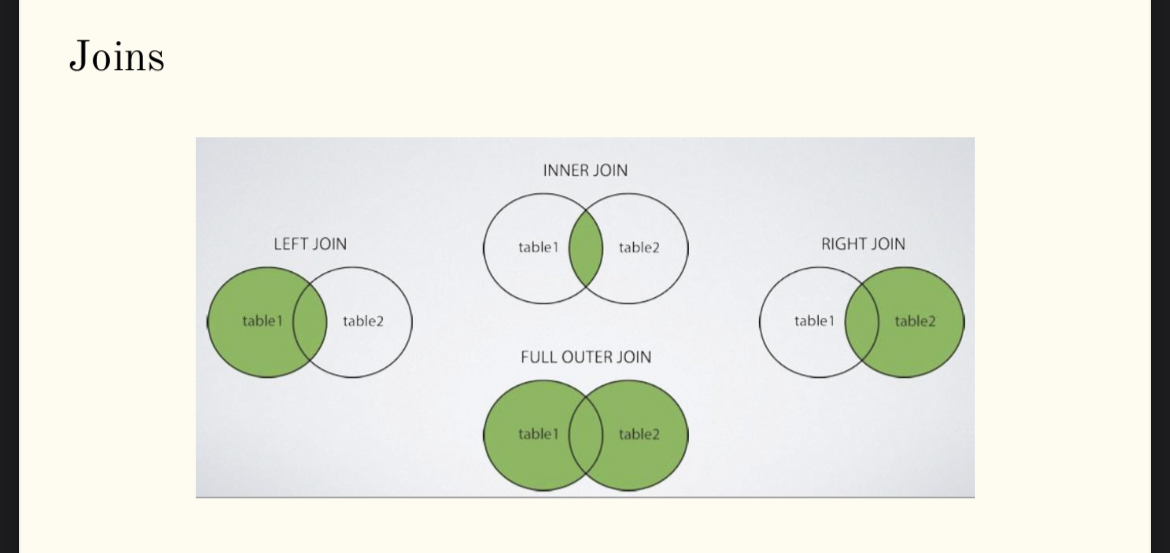 Joins
INNER JOIN
table1 table2
LEFT JOIN
table1 table2
RIGHT JOIN
table1 table2
FULL OUTER JOIN
table1 table2